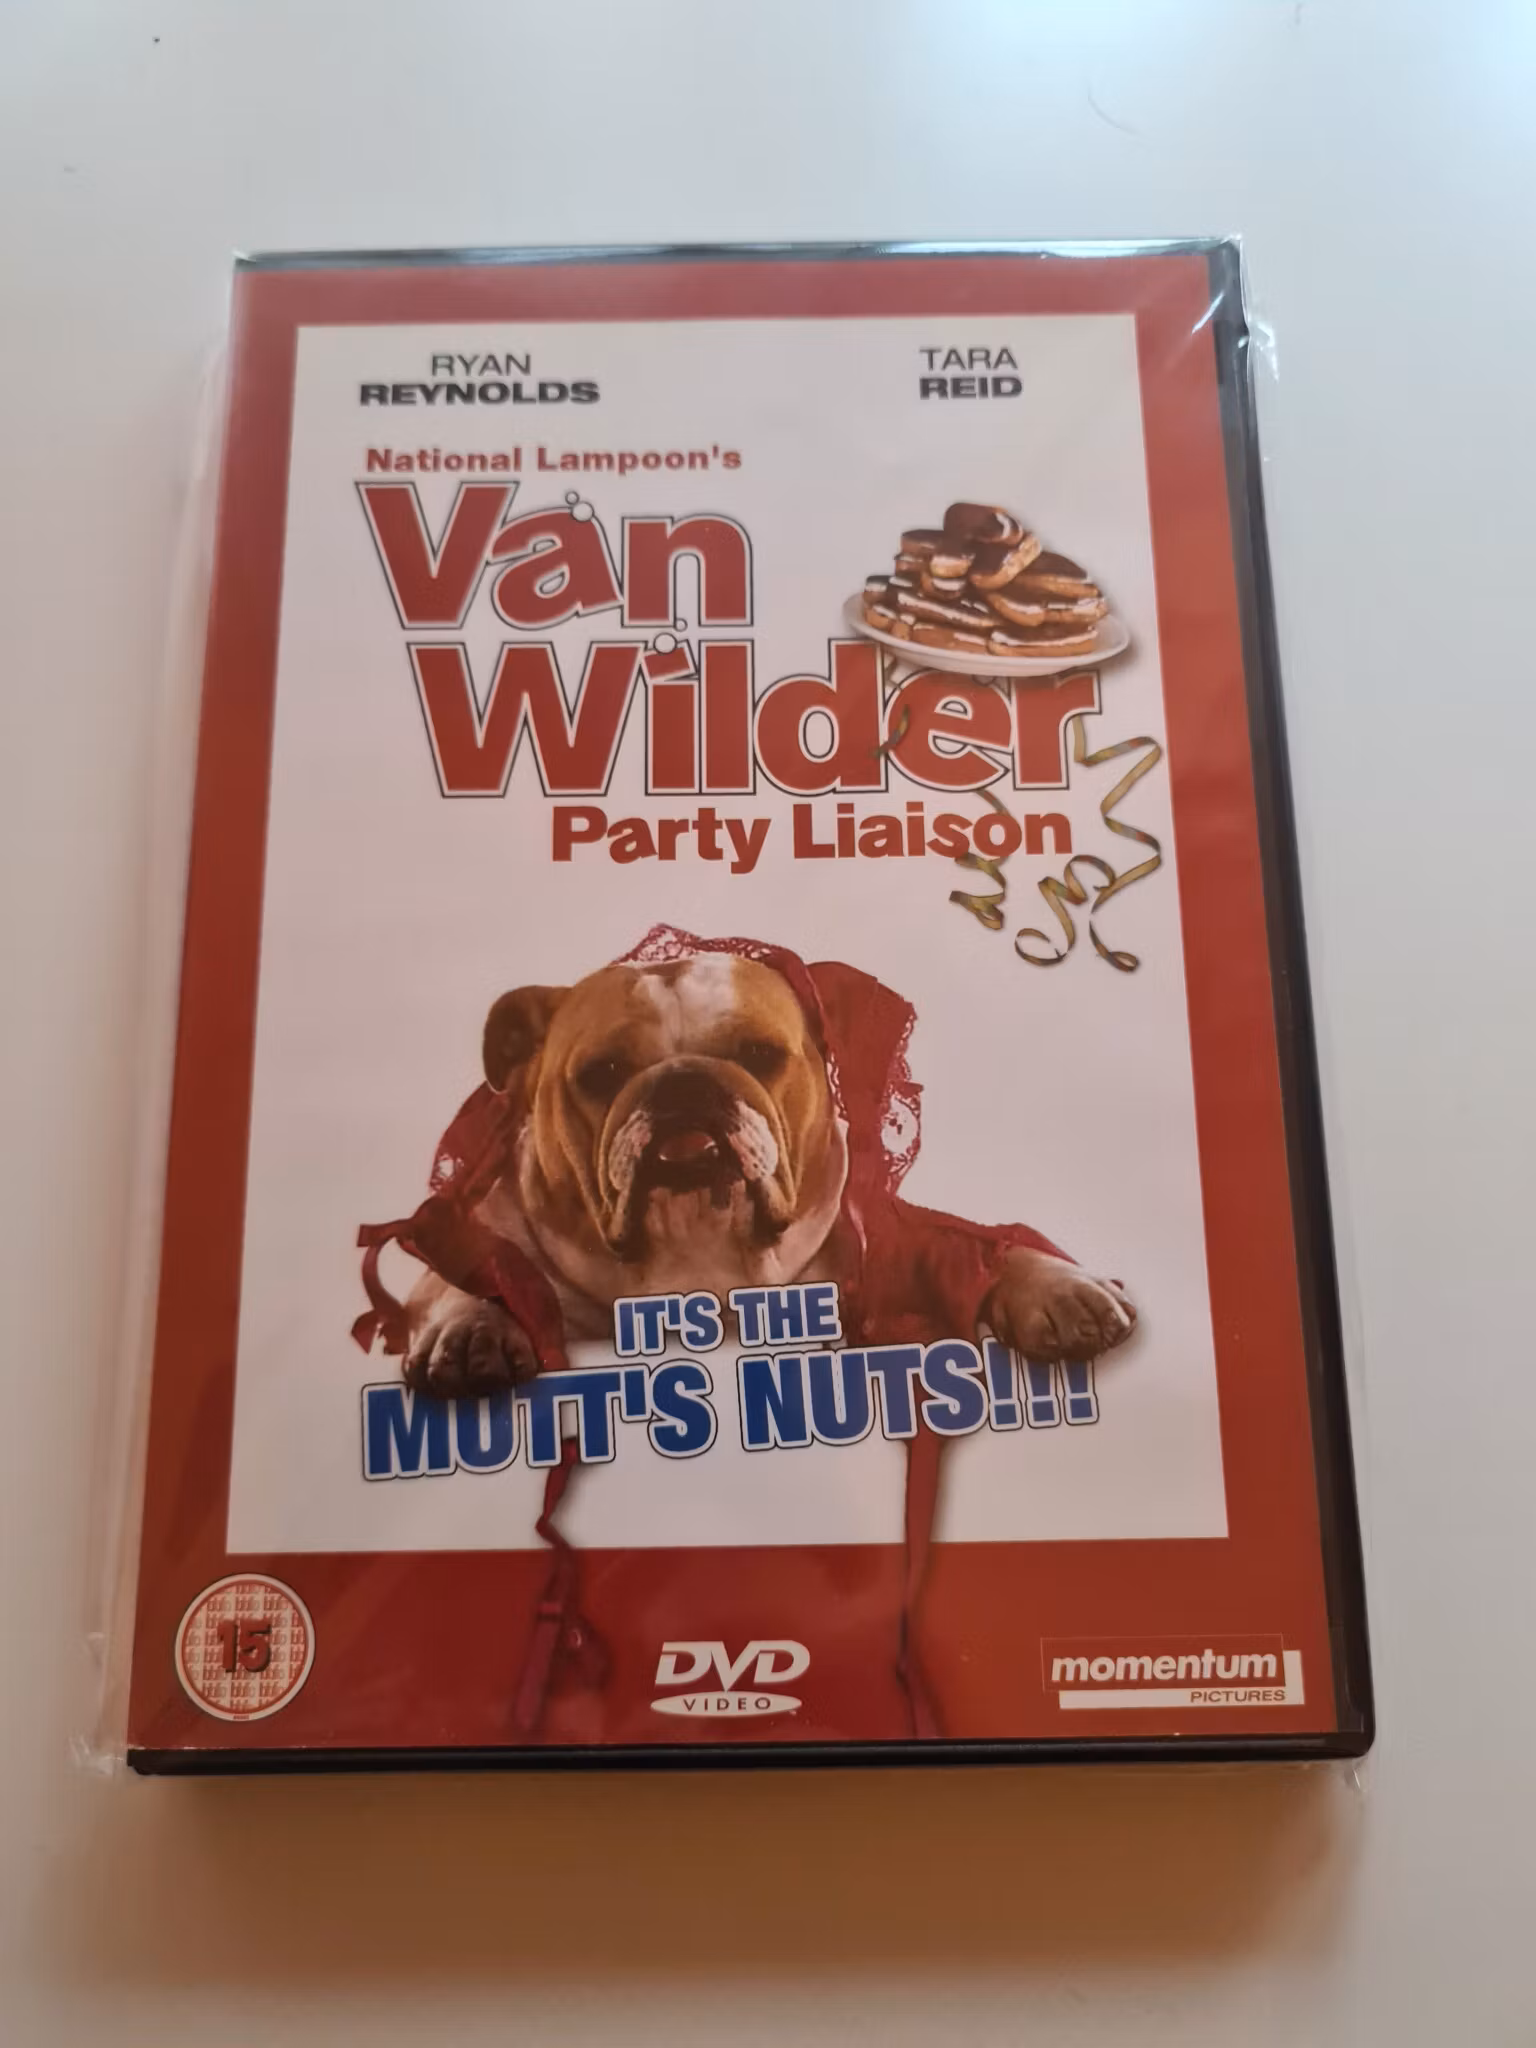 RYAN
REYNOLDS
TARA
REID
National Lampoon's
Van
Wilder
Party Liaison
IT'S THE
MUTT'S NUTS!!!
15
DVD
VIDEO
momentum
PICTURES